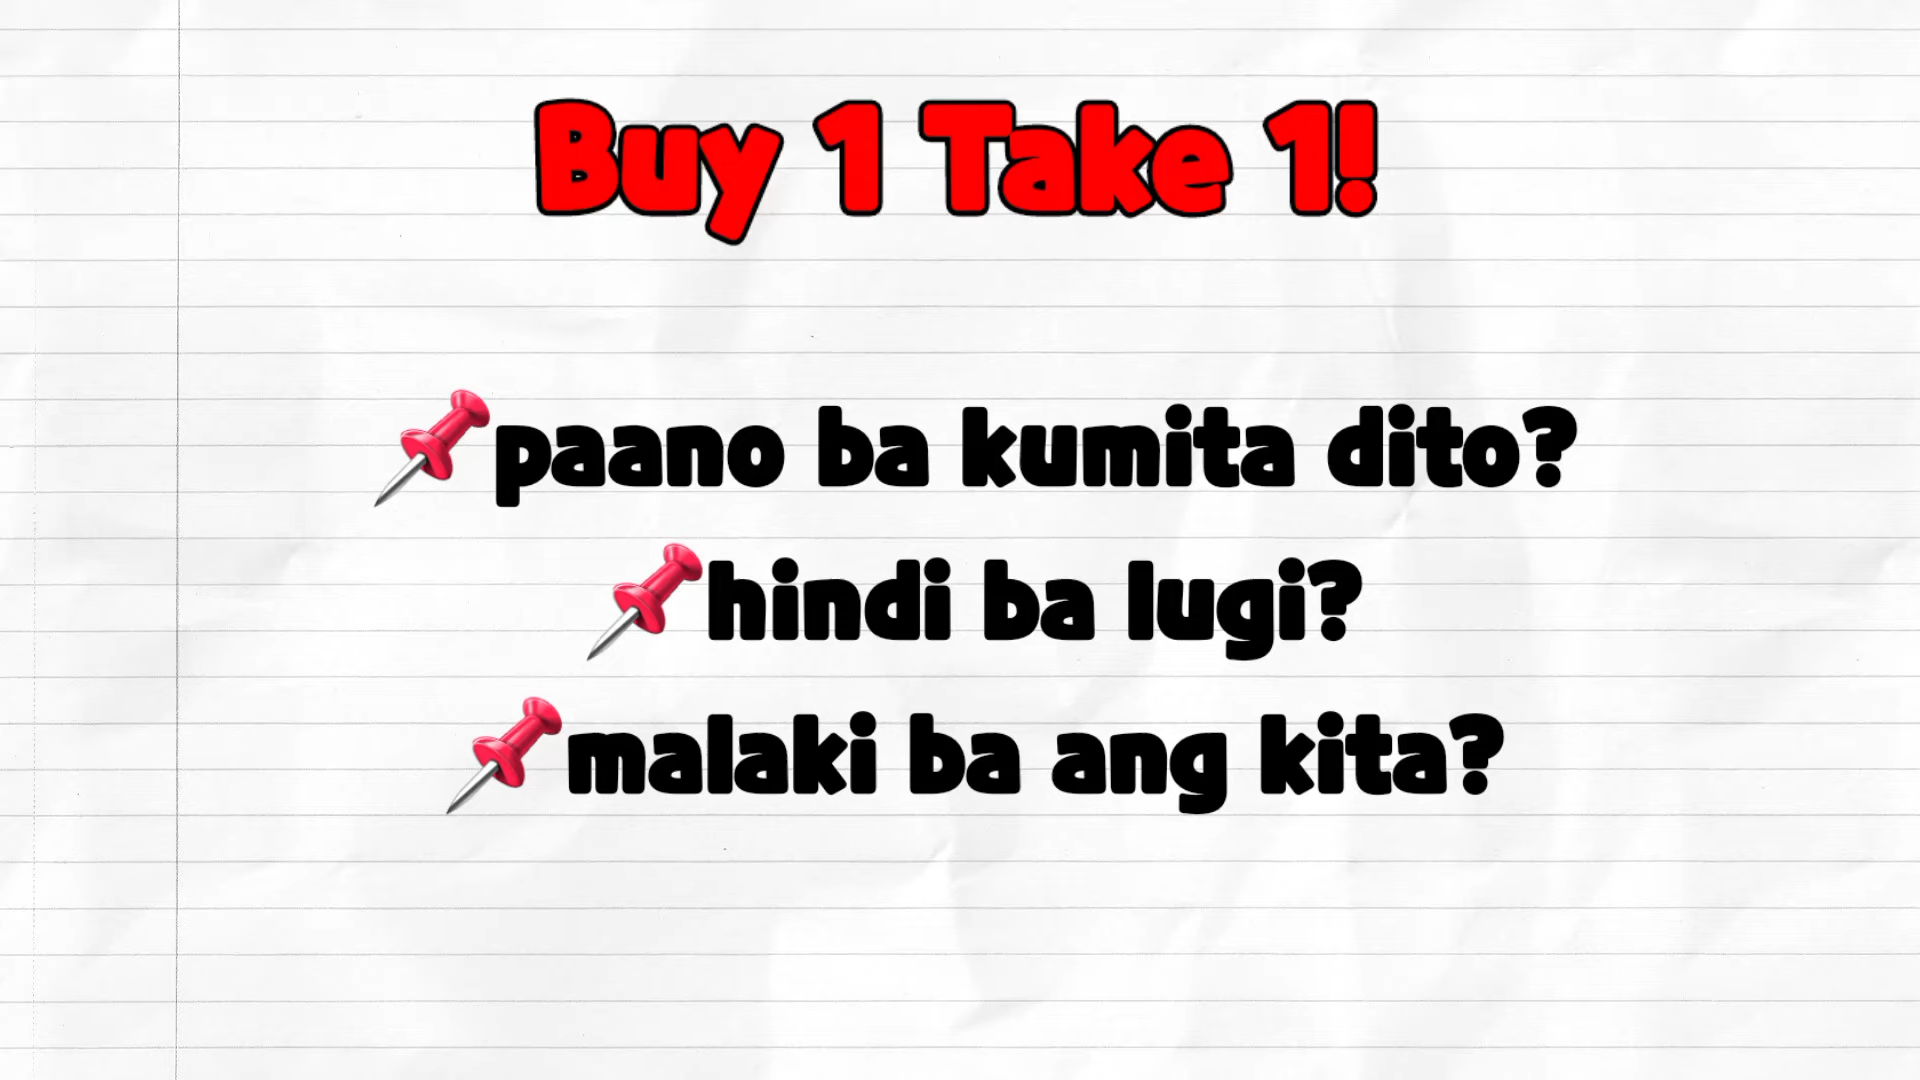 Buy 1 Take 1!
📌paano ba kumita dito?
📌hindi ba lugi?
📌malaki ba ang kita?